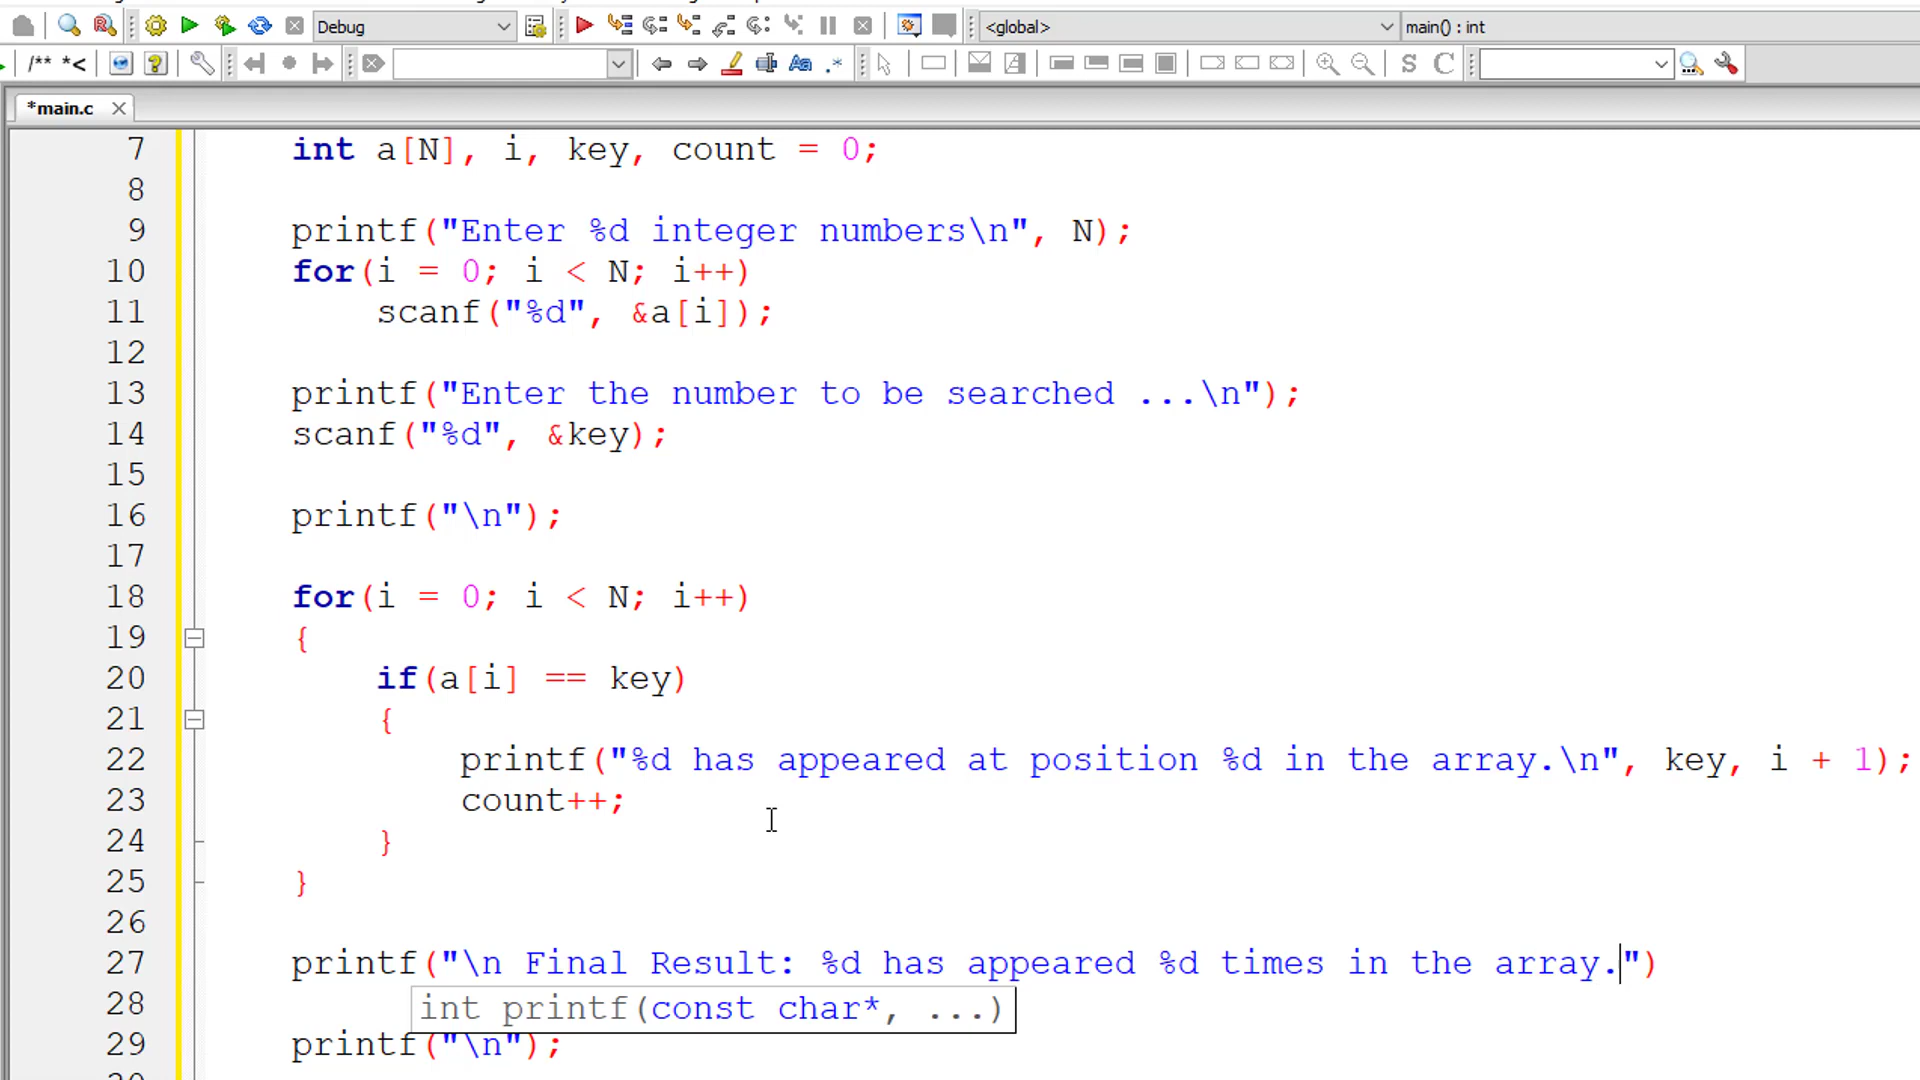 Debug
<global>
main() : int
/** *<
Aa
.*
S
C
*main.c
7 int a[N], i, key, count = 0;
8
9 printf("Enter %d integer numbers\n", N);
10 for(i = 0; i < N; i++)
11 scanf("%d", &a[i]);
12
13 printf("Enter the number to be searched ...\n");
14 scanf("%d", &key);
15
16 printf("\n");
17
18 for(i = 0; i < N; i++)
19 {
20 if(a[i] == key)
21 {
22 printf("%d has appeared at position %d in the array.\n", key, i + 1);
23 count++;
24 }
25 }
26
27 printf("\n Final Result: %d has appeared %d times in the array.")
28 int printf(const char*, ...)
29 printf("\n");